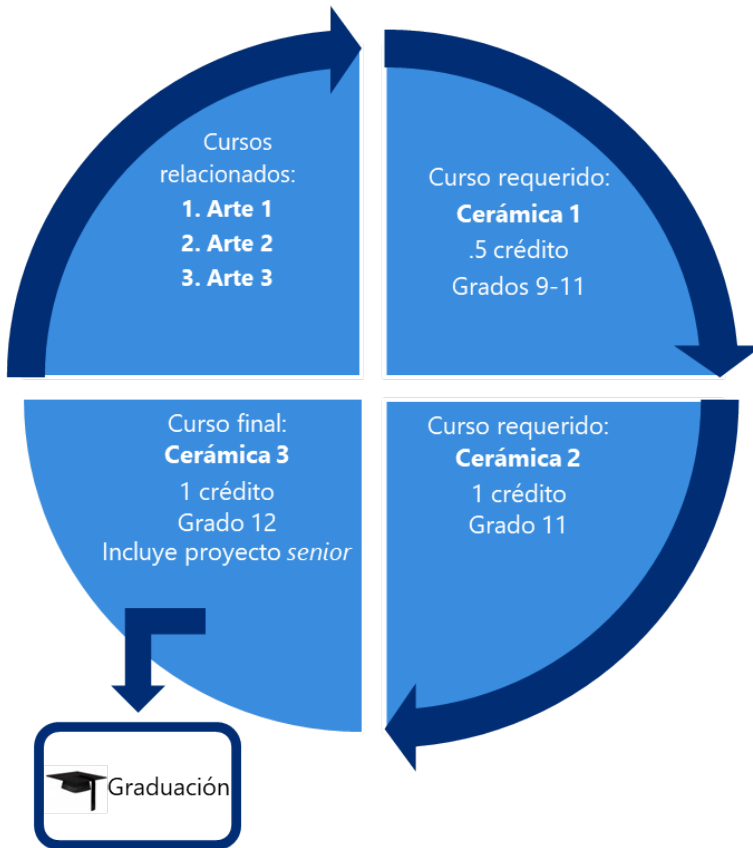 Cursos
relacionados:
1. Arte 1
2. Arte 2
3. Arte 3
Curso requerido:
Cerámica 1
.5 crédito
Grados 9-11
Curso requerido:
Cerámica 2
1 crédito
Grado 11
Curso final:
Cerámica 3
1 crédito
Grado 12
Incluye proyecto senior
Graduación